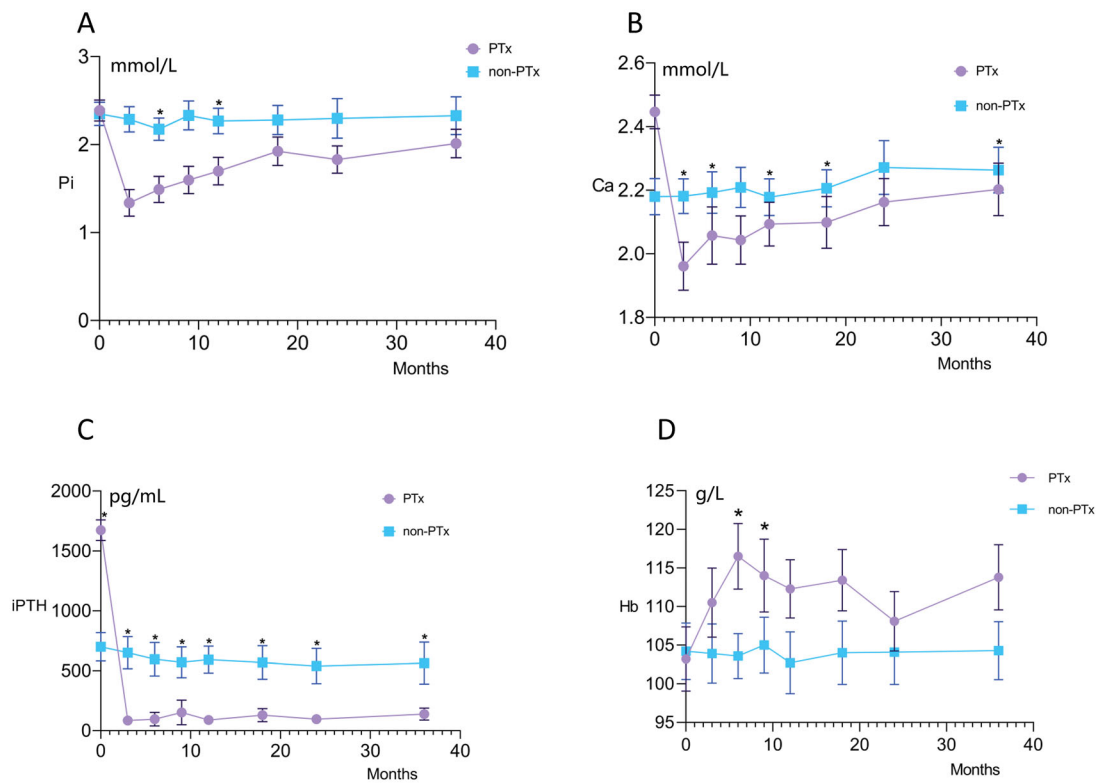 A
3
mmol/L
PTx
non-PTx
*
*
2
Pi
1
0
0
10
20
30
40
Months
B
2.6
mmol/L
PTx
non-PTx
2.4
*
*
*
*
*
Ca
2.2
2.0
1.8
0
10
20
30
40
Months
C
2000
pg/mL
PTx
non-PTx
*
1500
iPTH
1000
*
*
*
*
*
*
*
500
0
0
10
20
30
40
Months
D
125
g/L
PTx
non-PTx
120
*
*
115
Hb
110
105
100
95
0
10
20
30
40
Months